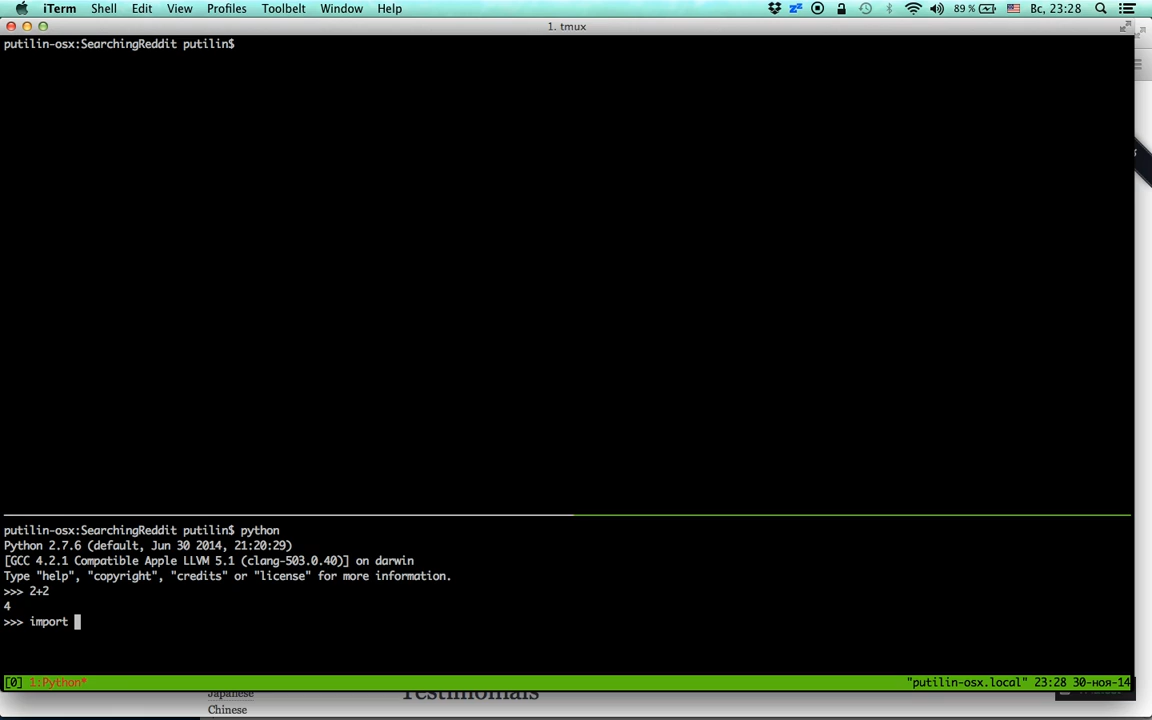 iTerm Shell Edit View Profiles Toolbelt Window Help 89% Вс, 23:28
1. tmux
putilin-osx:SearchingReddit putilin$
putilin-osx:SearchingReddit putilin$ python
Python 2.7.6 (default, Jun 30 2014, 21:20:29)
[GCC 4.2.1 Compatible Apple LLVM 5.1 (clang-503.0.40)] on darwin
Type "help", "copyright", "credits" or "license" for more information.
>>> 2+2
4
>>> import
[0] 1:Python* "putilin-osx.local" 23:28 30-ноя-14
Japanese Testimonials
Chinese